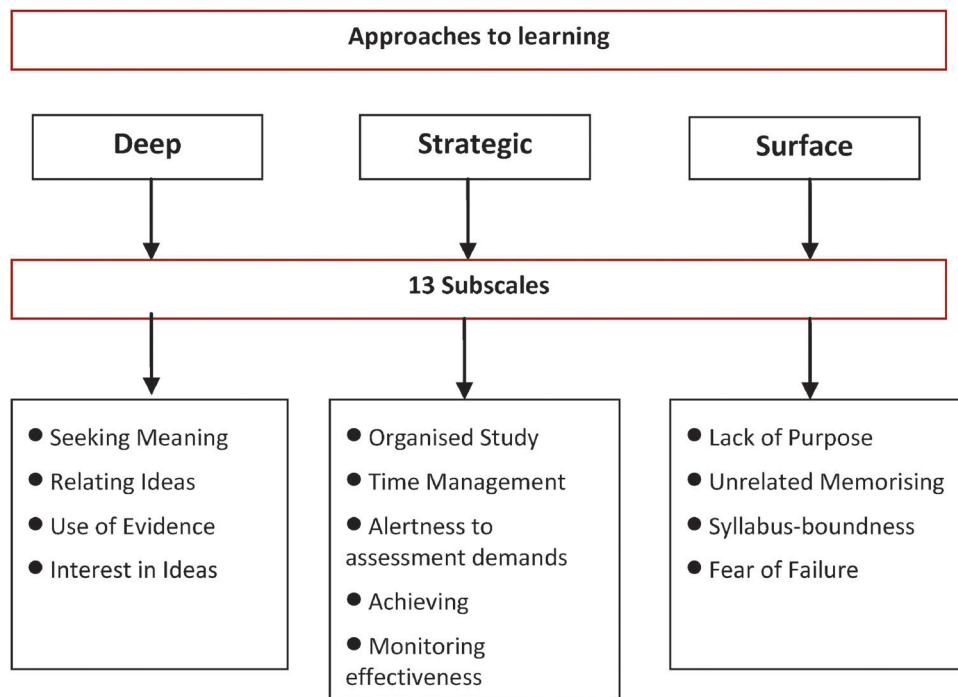 Approaches to learning
Deep
Strategic
Surface
13 Subscales
● Seeking Meaning
● Relating Ideas
● Use of Evidence
● Interest in Ideas
● Organised Study
● Time Management
● Alertness to
assessment demands
● Achieving
● Monitoring
effectiveness
● Lack of Purpose
● Unrelated Memorising
● Syllabus-boundness
● Fear of Failure